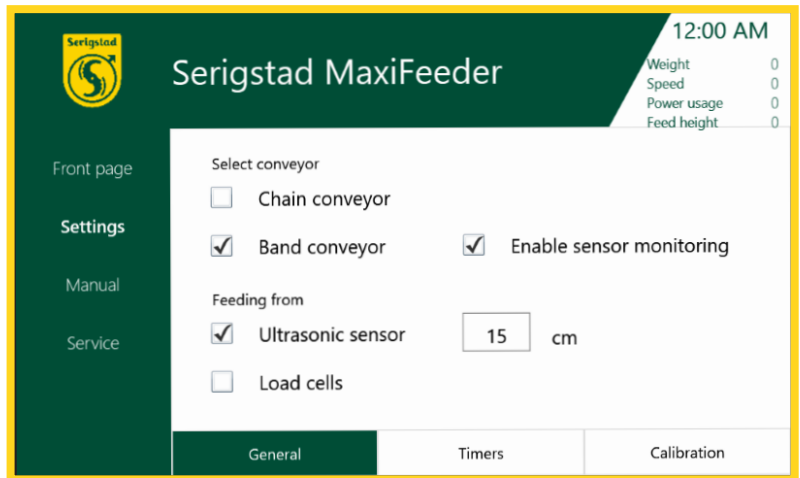 Serigstad
Serigstad MaxiFeeder
12:00 AM
Weight 0
Speed 0
Power usage 0
Feed height 0
Front page
Settings
Manual
Service
Select conveyor
Chain conveyor
Band conveyor
Enable sensor monitoring
Feeding from
Ultrasonic sensor 15 cm
Load cells
General
Timers
Calibration